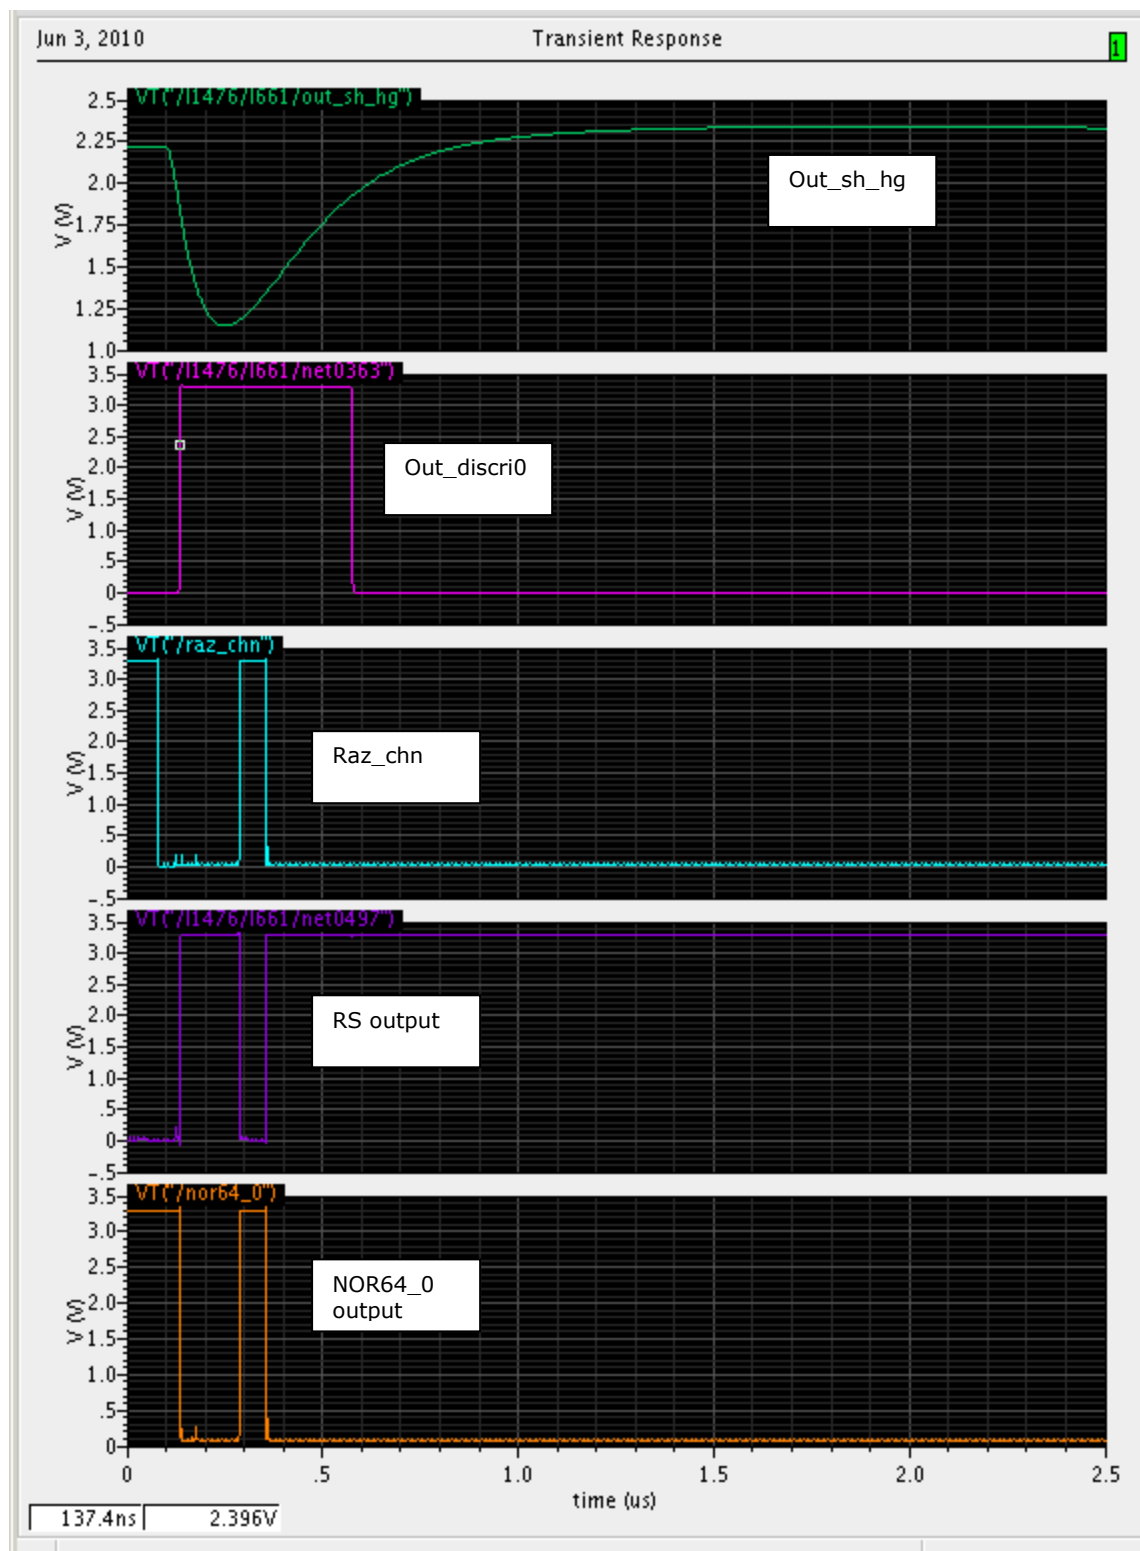 Jun 3, 2010
Transient Response
1
VT("/I1476/I661/out_sh_hg")
2.5
2.25
2.0
1.75
1.5
1.25
1.0
V (V)
Out_sh_hg
VT("/I1476/I661/net0363")
3.5
3.0
2.5
2.0
1.5
1.0
.5
0
-.5
V (V)
Out_discri0
VT("/raz_chn")
3.5
3.0
2.5
2.0
1.5
1.0
.5
0
-.5
V (V)
Raz_chn
VT("/I1476/I661/net0497")
3.5
3.0
2.5
2.0
1.5
1.0
.5
0
-.5
V (V)
RS output
VT("/nor64_0")
3.5
3.0
2.5
2.0
1.5
1.0
.5
0
V (V)
NOR64_0
output
0 .5 1.0 1.5 2.0 2.5
time (us)
137.4ns 2.396V